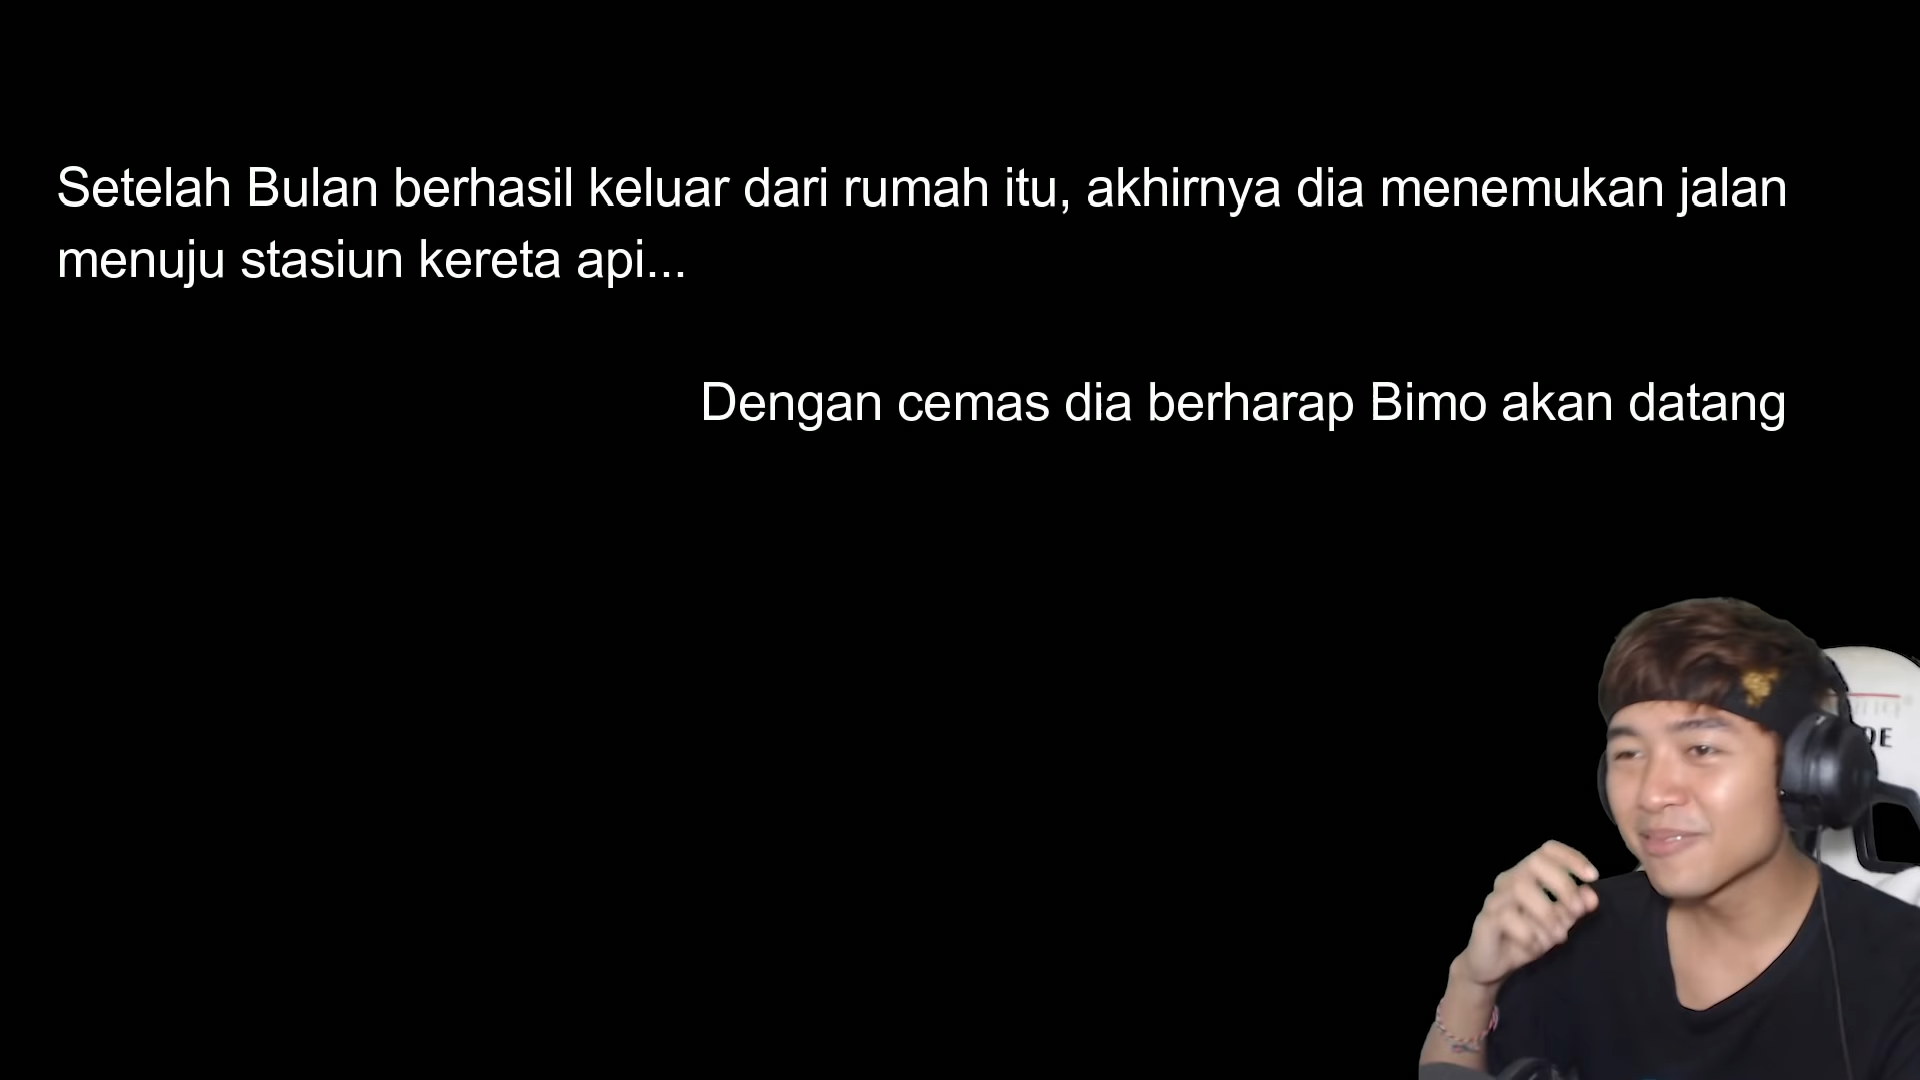 Setelah Bulan berhasil keluar dari rumah itu, akhirnya dia menemukan jalan
menuju stasiun kereta api...
Dengan cemas dia berharap Bimo akan datang